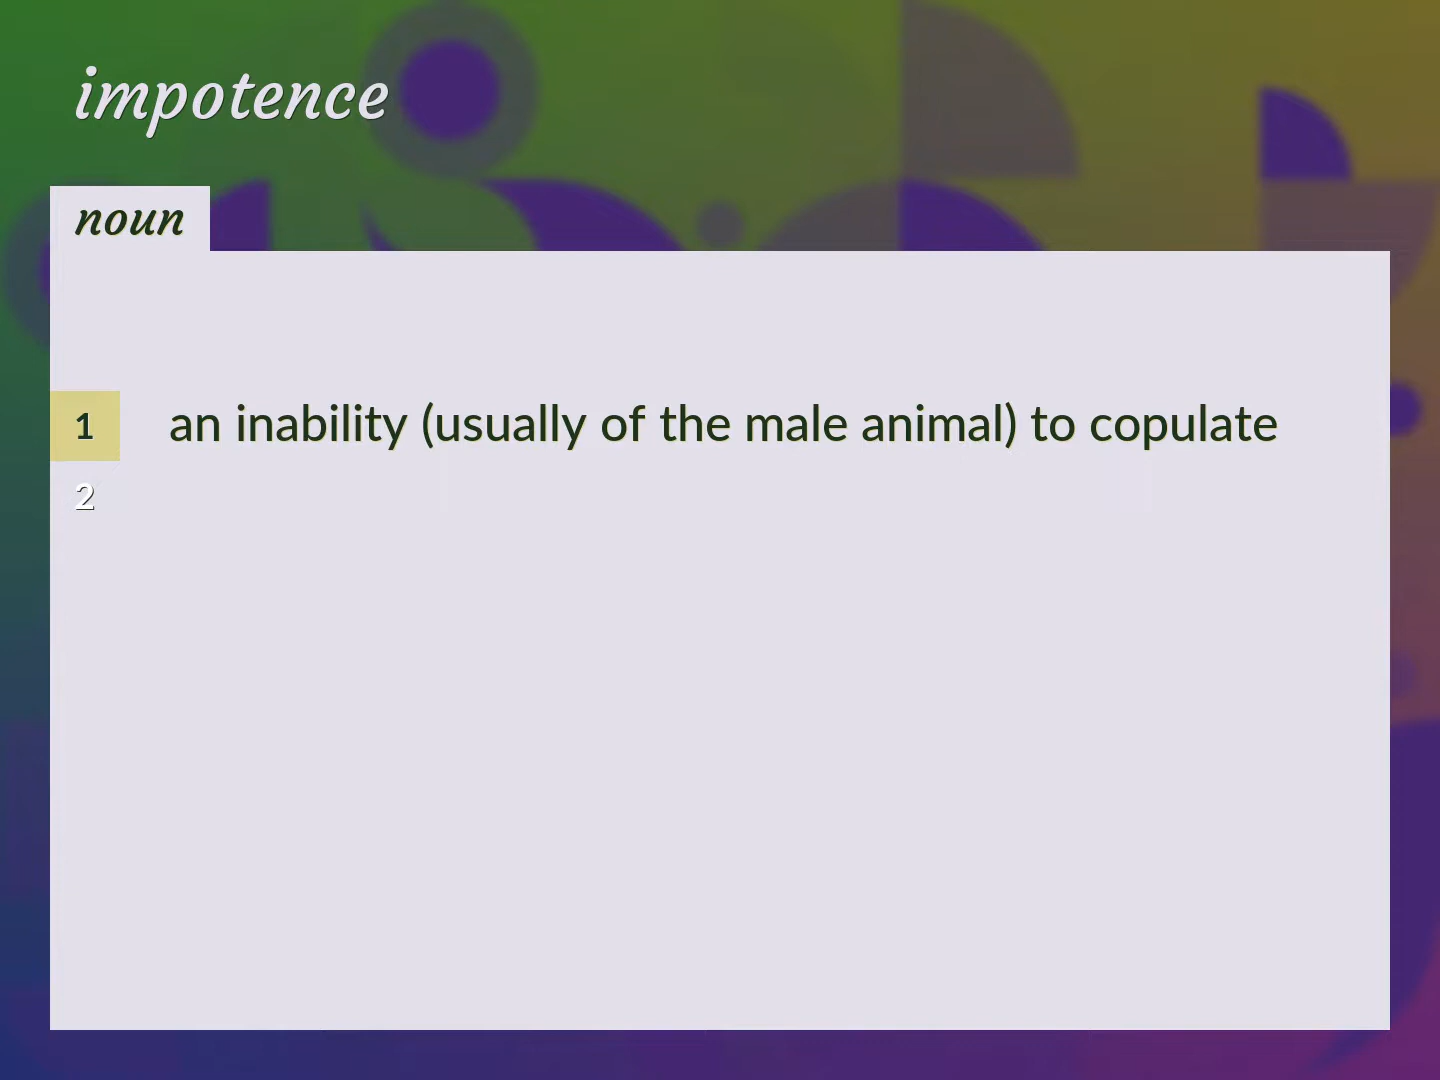 impotence
noun
1 an inability (usually of the male animal) to copulate
2